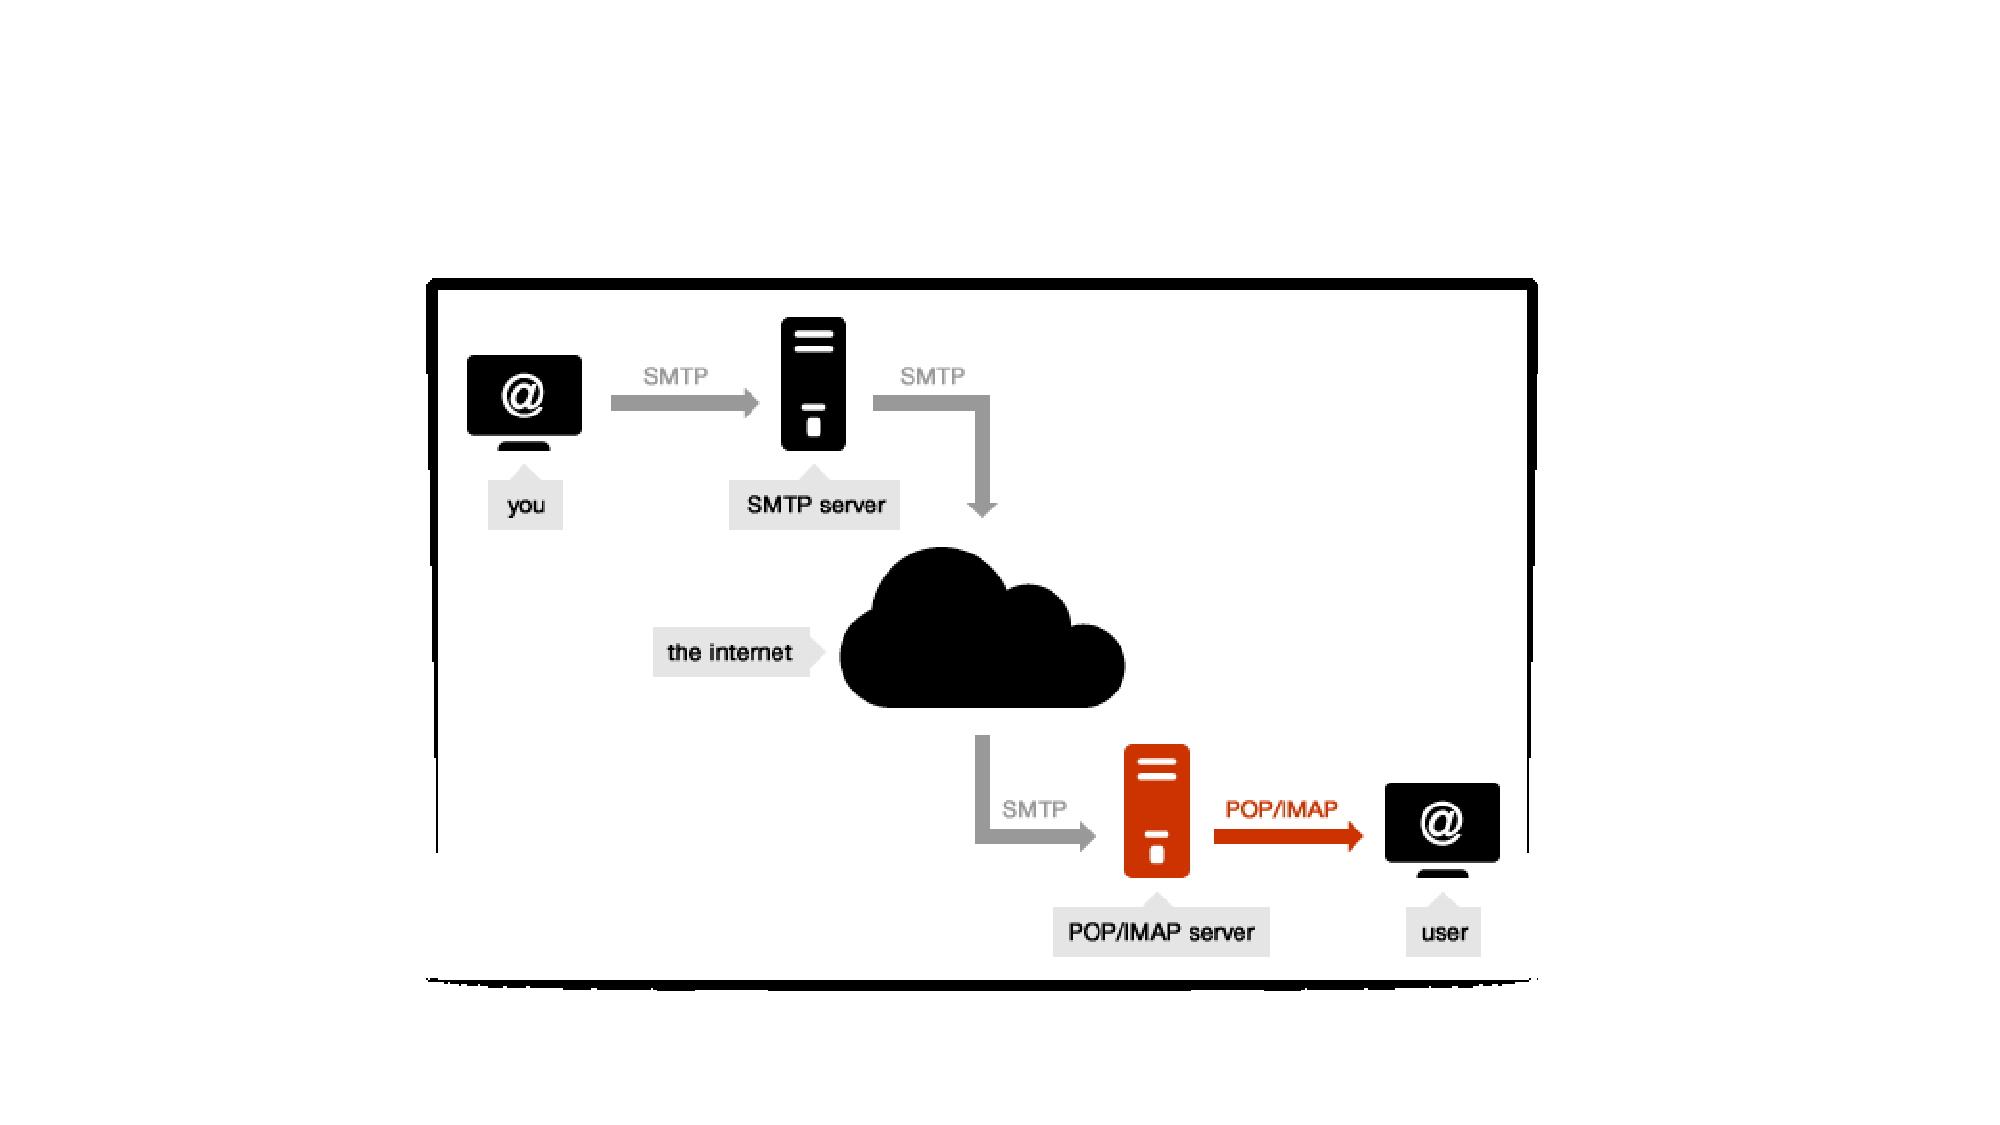 SMTP
SMTP
@
you
SMTP server
the internet
SMTP
POP/IMAP
@
POP/IMAP server
user